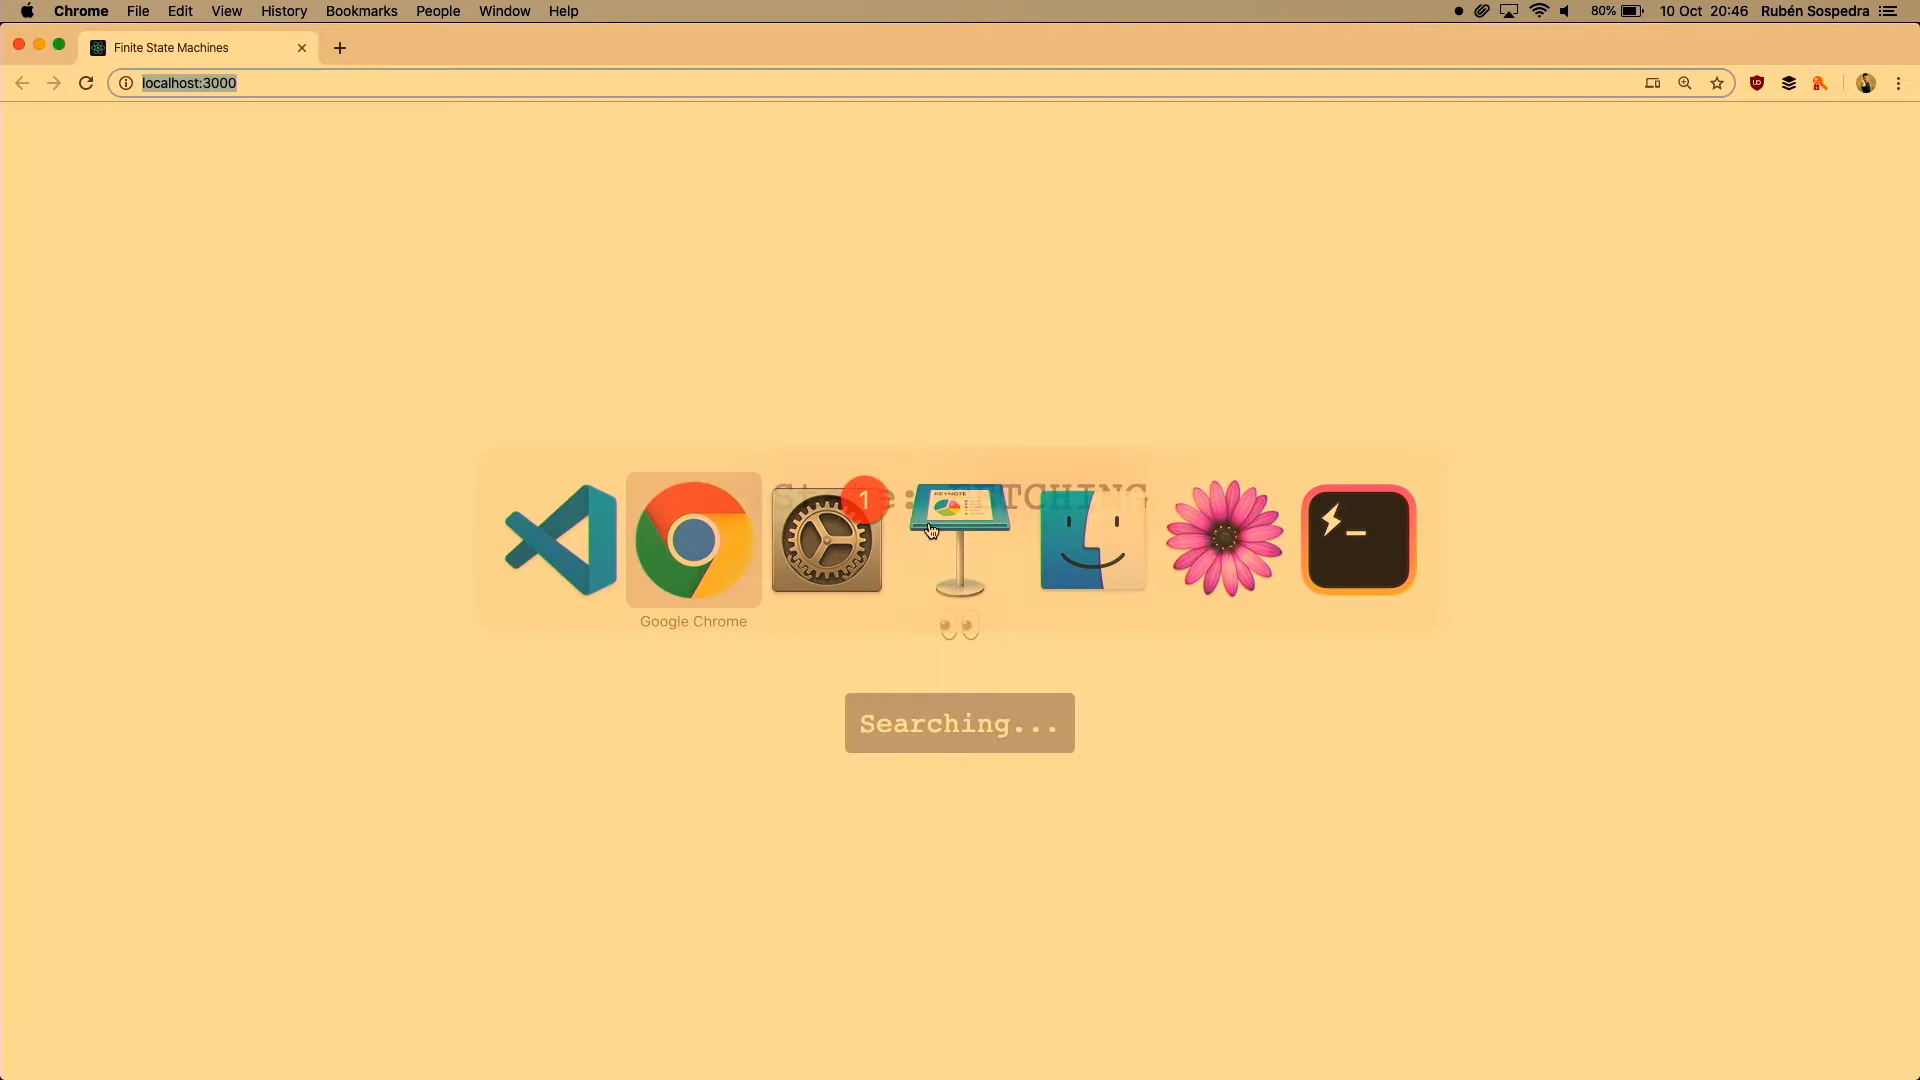 Chrome File Edit View History Bookmarks People Window Help 80% 10 Oct 20:46 Rubén Sospedra
Finite State Machines
localhost:3000
1
KEYNOTE
Google Chrome
Searching...